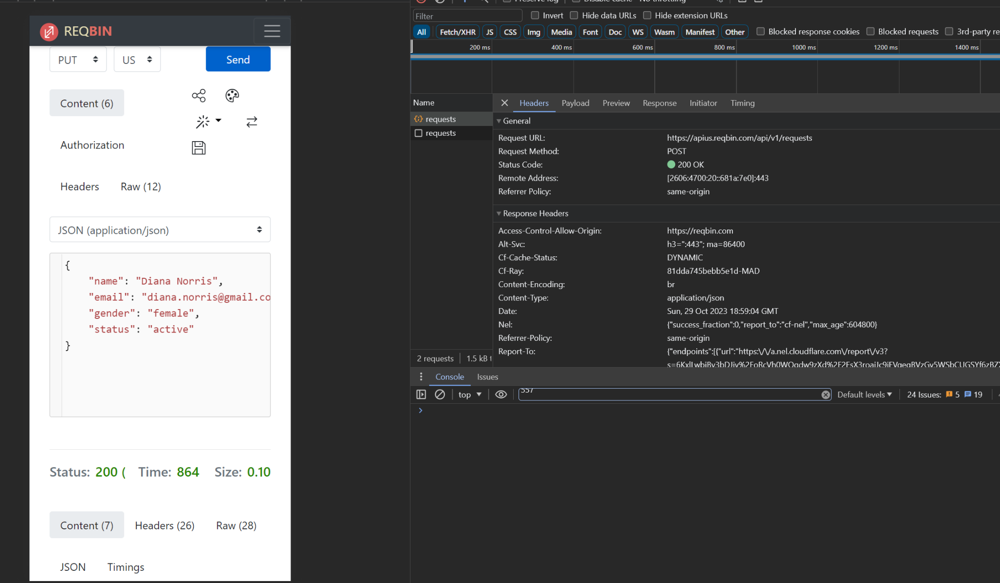 REQBIN
PUT
US
Send
Content (6)
Authorization
Headers
Raw (12)
JSON (application/json)
{
"name": "Diana Norris",
"email": "diana.norris@gmail.co
"gender": "female",
"status": "active"
}
Status: 200 (
Time: 864
Size: 0.10
Content (7)
Headers (26)
Raw (28)
JSON
Timings
Preserve log
Disable cache
No throttling
Filter
Invert
Hide data URLs
Hide extension URLs
All
Fetch/XHR
JS
CSS
Img
Media
Font
Doc
WS
Wasm
Manifest
Other
Blocked response cookies
Blocked requests
3rd-party re
200 ms
400 ms
600 ms
800 ms
1000 ms
1200 ms
1400 ms
Name
Headers
Payload
Preview
Response
Initiator
Timing
requests
requests
General
Request URL: https://apius.reqbin.com/api/v1/requests
Request Method: POST
Status Code: 200 OK
Remote Address: [2606:4700:20::681a:7e0]:443
Referrer Policy: same-origin
Response Headers
Access-Control-Allow-Origin: https://reqbin.com
Alt-Svc: h3=":443"; ma=86400
Cf-Cache-Status: DYNAMIC
Cf-Ray: 81dda745bebb5e1d-MAD
Content-Encoding: br
Content-Type: application/json
Date: Sun, 29 Oct 2023 18:59:04 GMT
Nel: {"success_fraction":0,"report_to":"cf-nel","max_age":604800}
Referrer-Policy: same-origin
Report-To: {"endpoints":[{"url":"https:\/\/a.nel.cloudflare.com\/report\/v3?
2 requests
1.5 kB t
Console
Issues
top
557
Default levels
24 Issues: 5 19